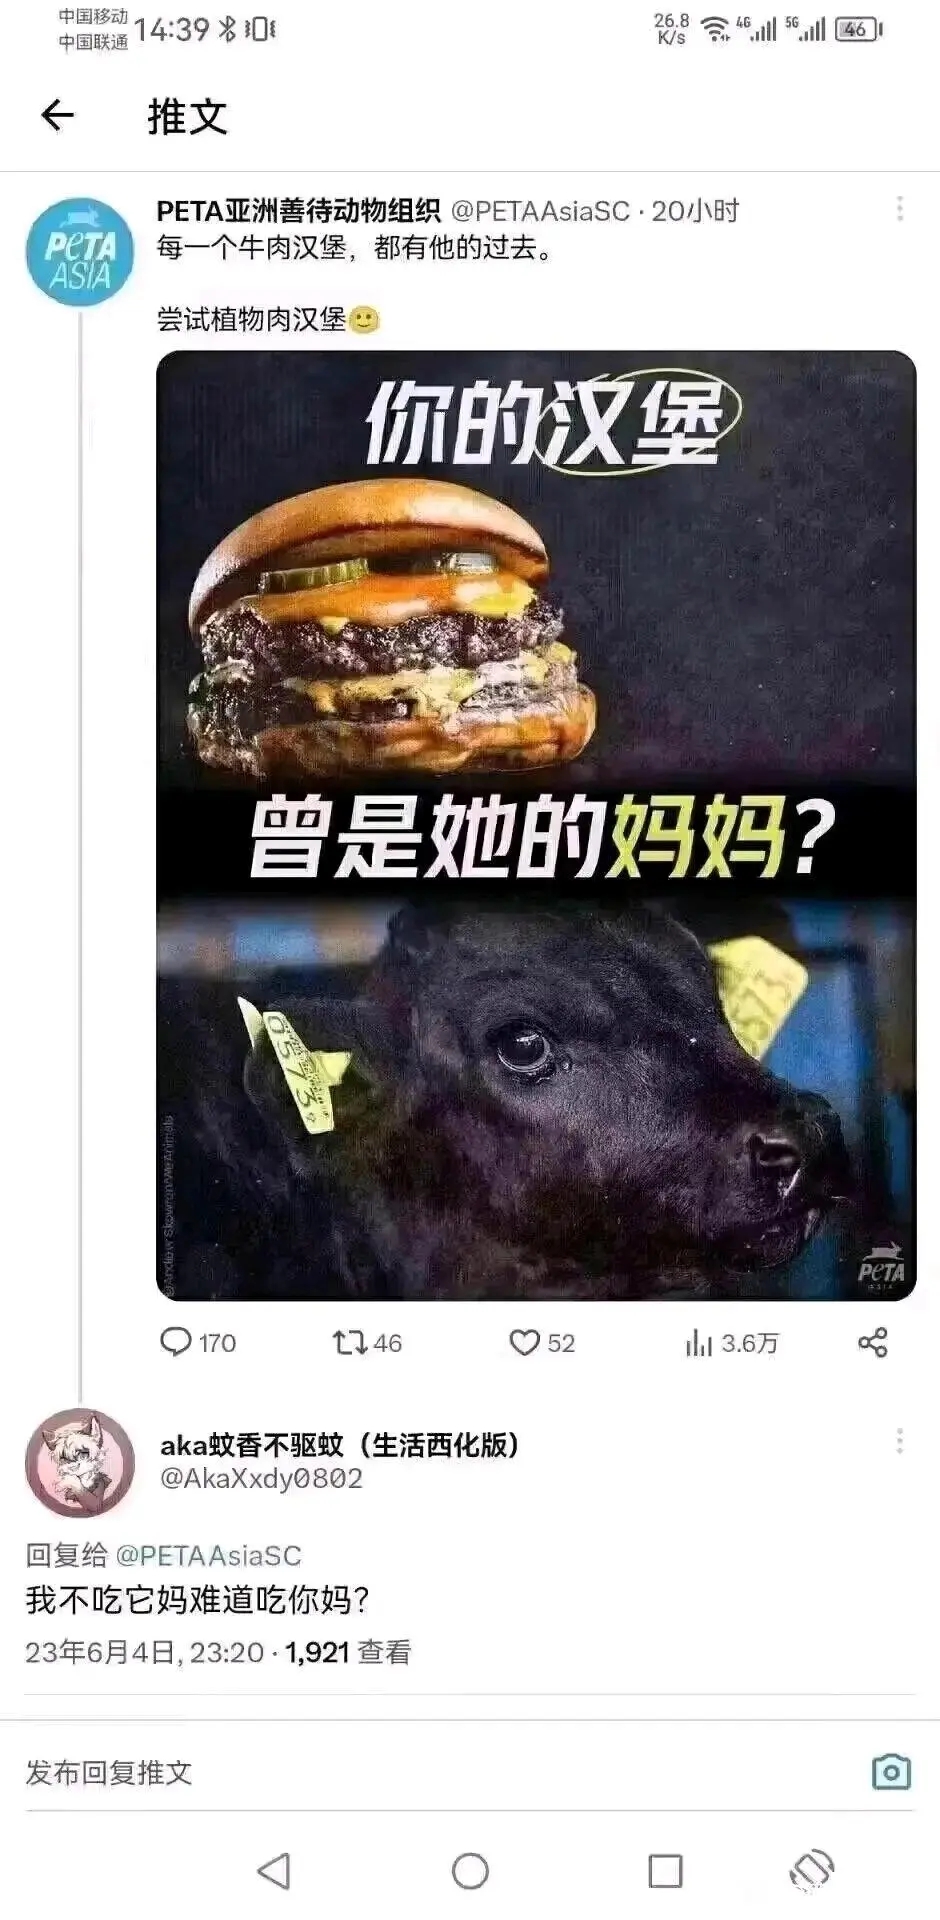 中国移动
中国联通
14:39
26.8
K/s
4G
5G
46
推文
PETA亚洲善待动物组织 @PETAAsiaSC · 20小时
每一个牛肉汉堡，都有他的过去。
尝试植物肉汉堡🙂
PETA
ASIA
你的汉堡
曾是她的妈妈?
0573
PETA
170 46 52 3.6万
aka蚊香不驱蚊（生活西化版）
@AkaXxdy0802
回复给 @PETAAsiaSC
我不吃它妈难道吃你妈?
23年6月4日, 23:20 · 1,921 查看
发布回复推文